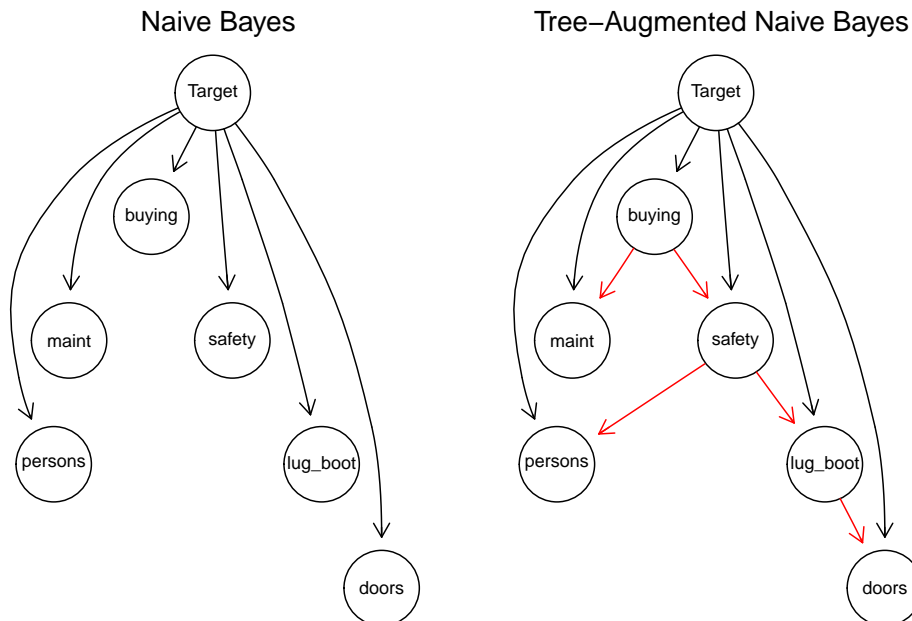 Naive Bayes
Target
buying
maint
safety
persons
lug_boot
doors
Tree−Augmented Naive Bayes
Target
buying
maint
safety
persons
lug_boot
doors